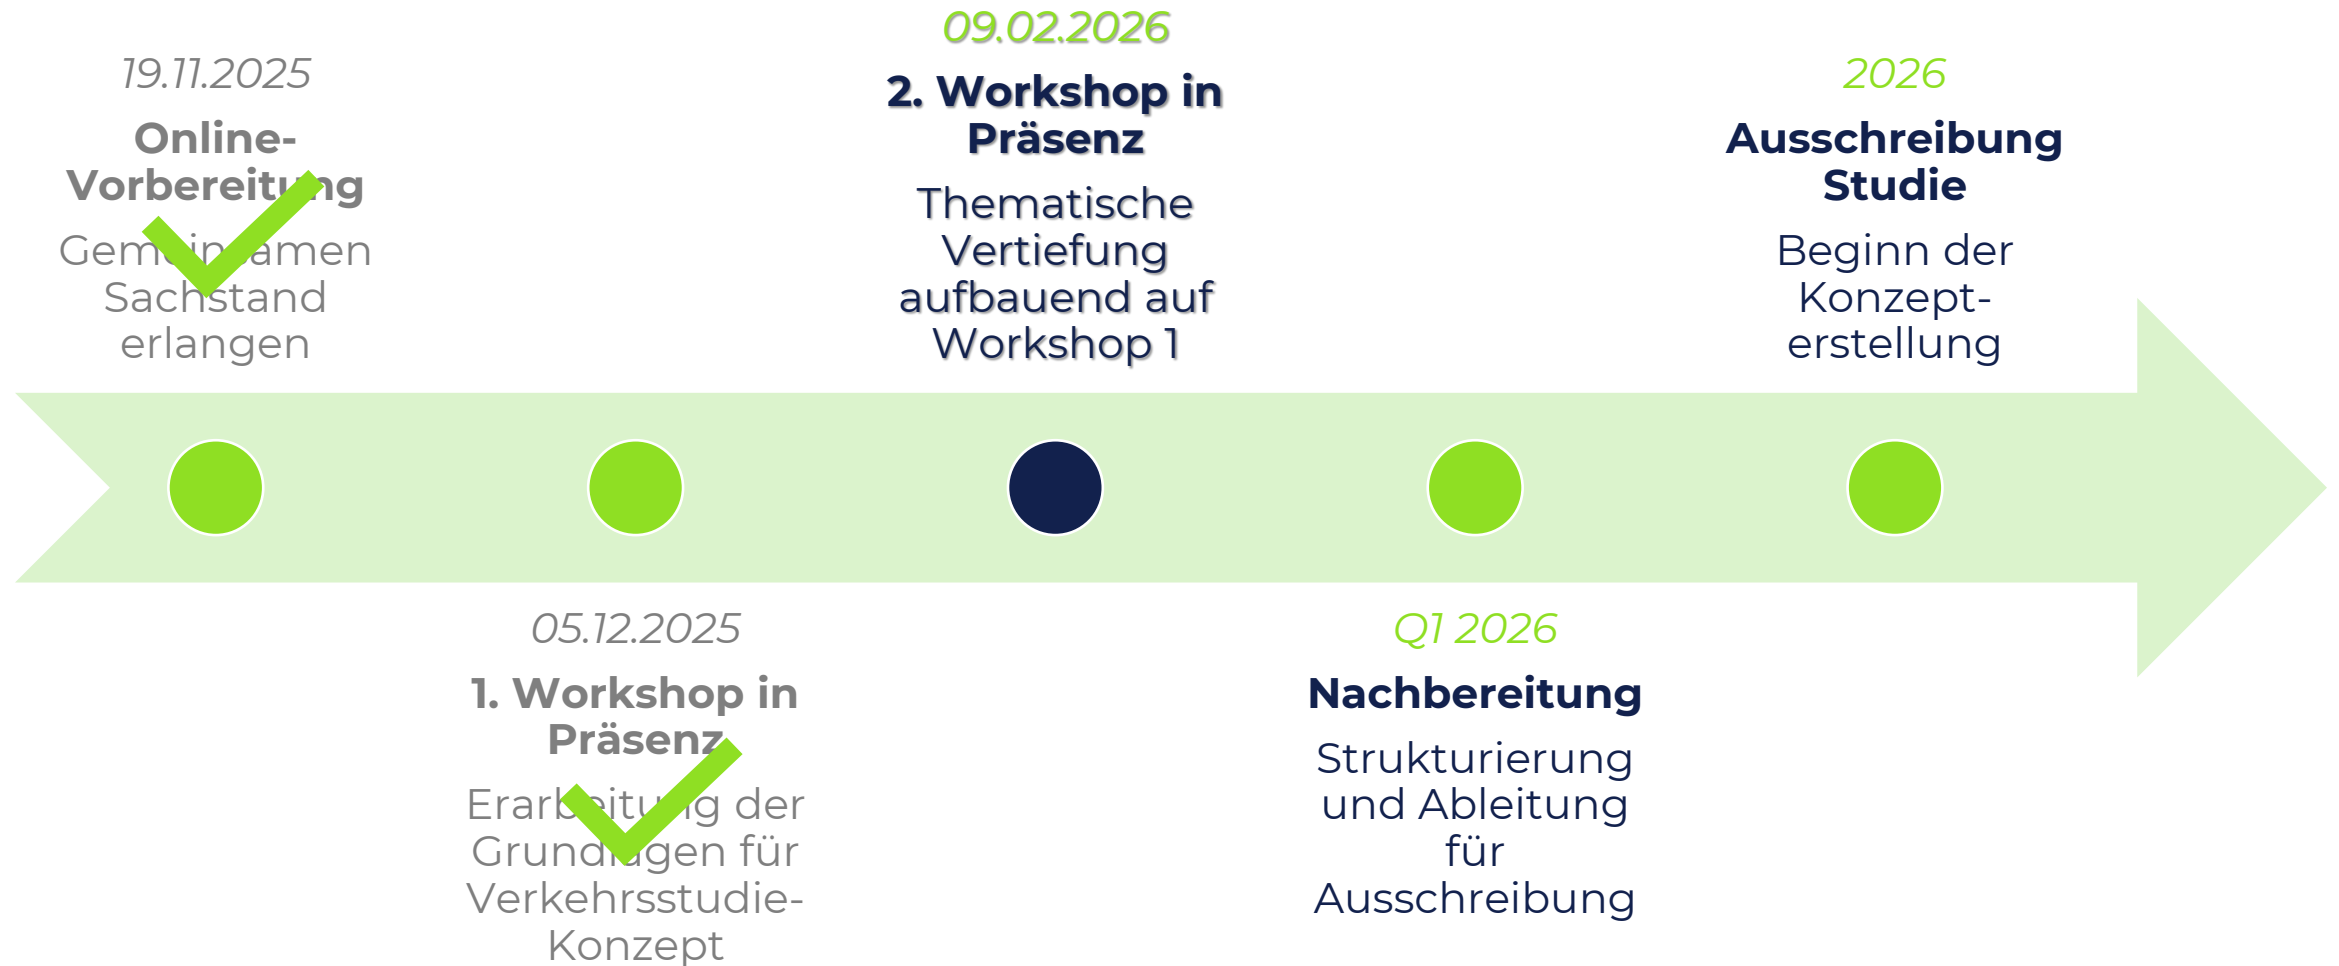 19.11.2025
Online-
Vorbereitung
Gemeinsamen
Sachstand
erlangen
05.12.2025
1. Workshop in
Präsenz
Erarbeitung der
Grundlagen für
Verkehrsstudie-
Konzept
09.02.2026
2. Workshop in
Präsenz
Thematische
Vertiefung
aufbauend auf
Workshop 1
Q1 2026
Nachbereitung
Strukturierung
und Ableitung
für
Ausschreibung
2026
Ausschreibung
Studie
Beginn der
Konzept-
erstellung